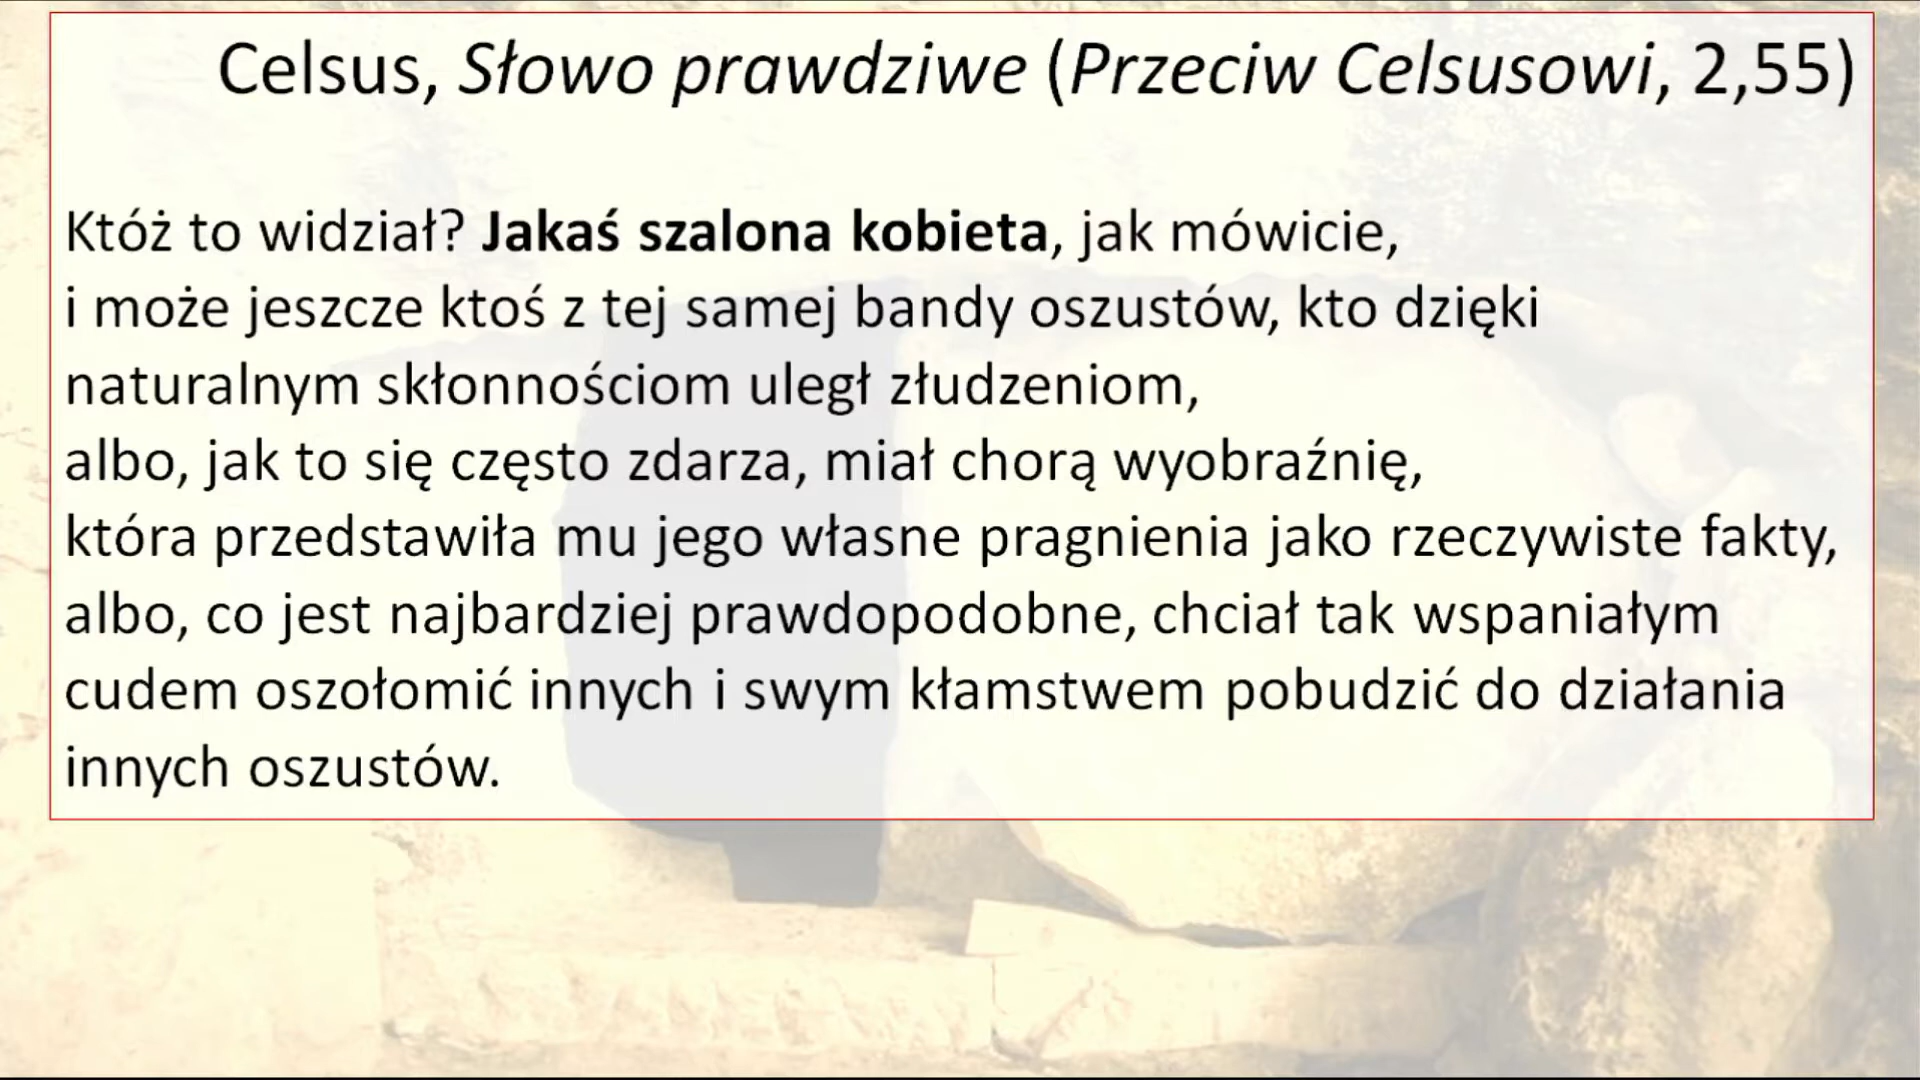 Celsus, Słowo prawdziwe (Przeciw Celsusowi, 2,55)
Któż to widział? Jakaś szalona kobieta, jak mówicie,
i może jeszcze ktoś z tej samej bandy oszustów, kto dzięki
naturalnym skłonnościom uległ złudzeniom,
albo, jak to się często zdarza, miał chorą wyobraźnię,
która przedstawiła mu jego własne pragnienia jako rzeczywiste fakty,
albo, co jest najbardziej prawdopodobne, chciał tak wspaniałym
cudem oszołomić innych i swym kłamstwem pobudzić do działania
innych oszustów.